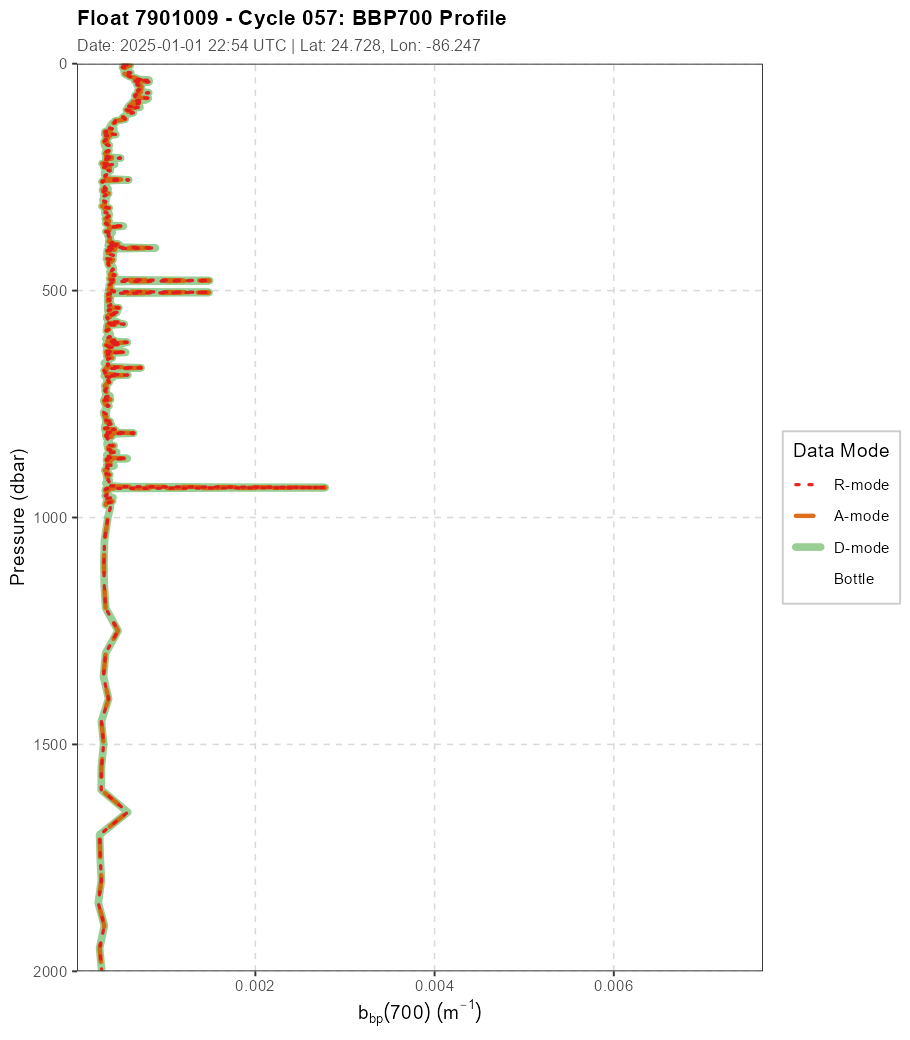 Float 7901009 - Cycle 057: BBP700 Profile
Date: 2025-01-01 22:54 UTC | Lat: 24.728, Lon: -86.247
0
500
1000
1500
2000
Pressure (dbar)
0.002
0.004
0.006
b_bp(700) (m⁻¹)
Data Mode
R-mode
A-mode
D-mode
Bottle